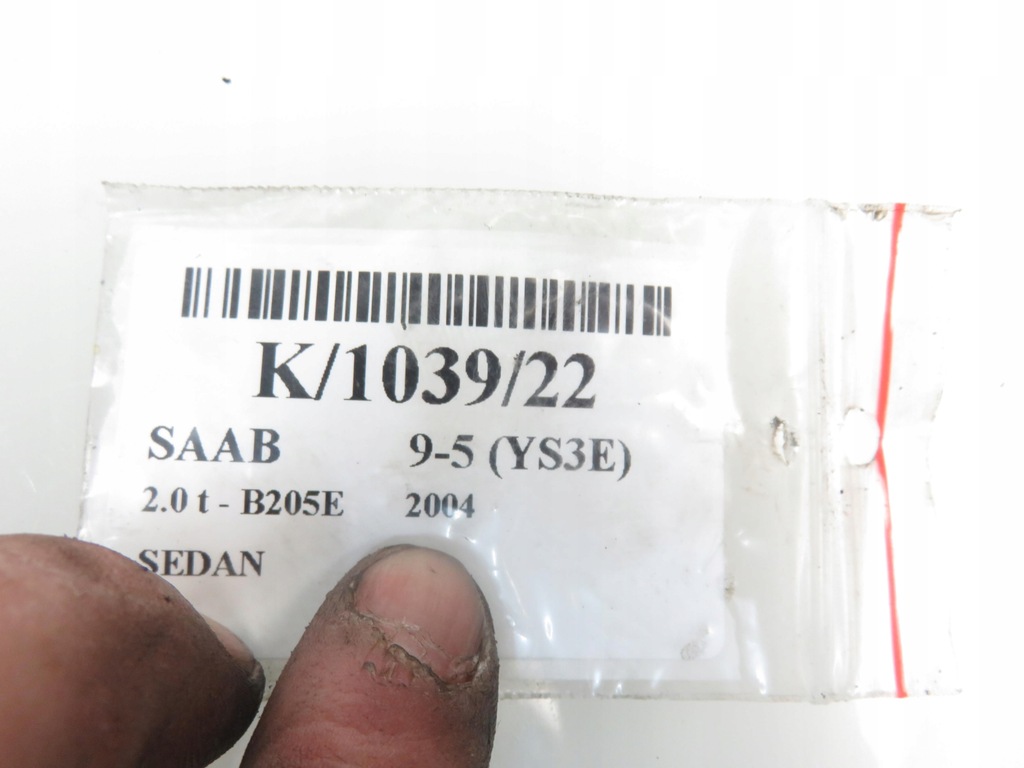 K/1039/22
SAAB 9-5 (YS3E)
2.0 t - B205E 2004
SEDAN